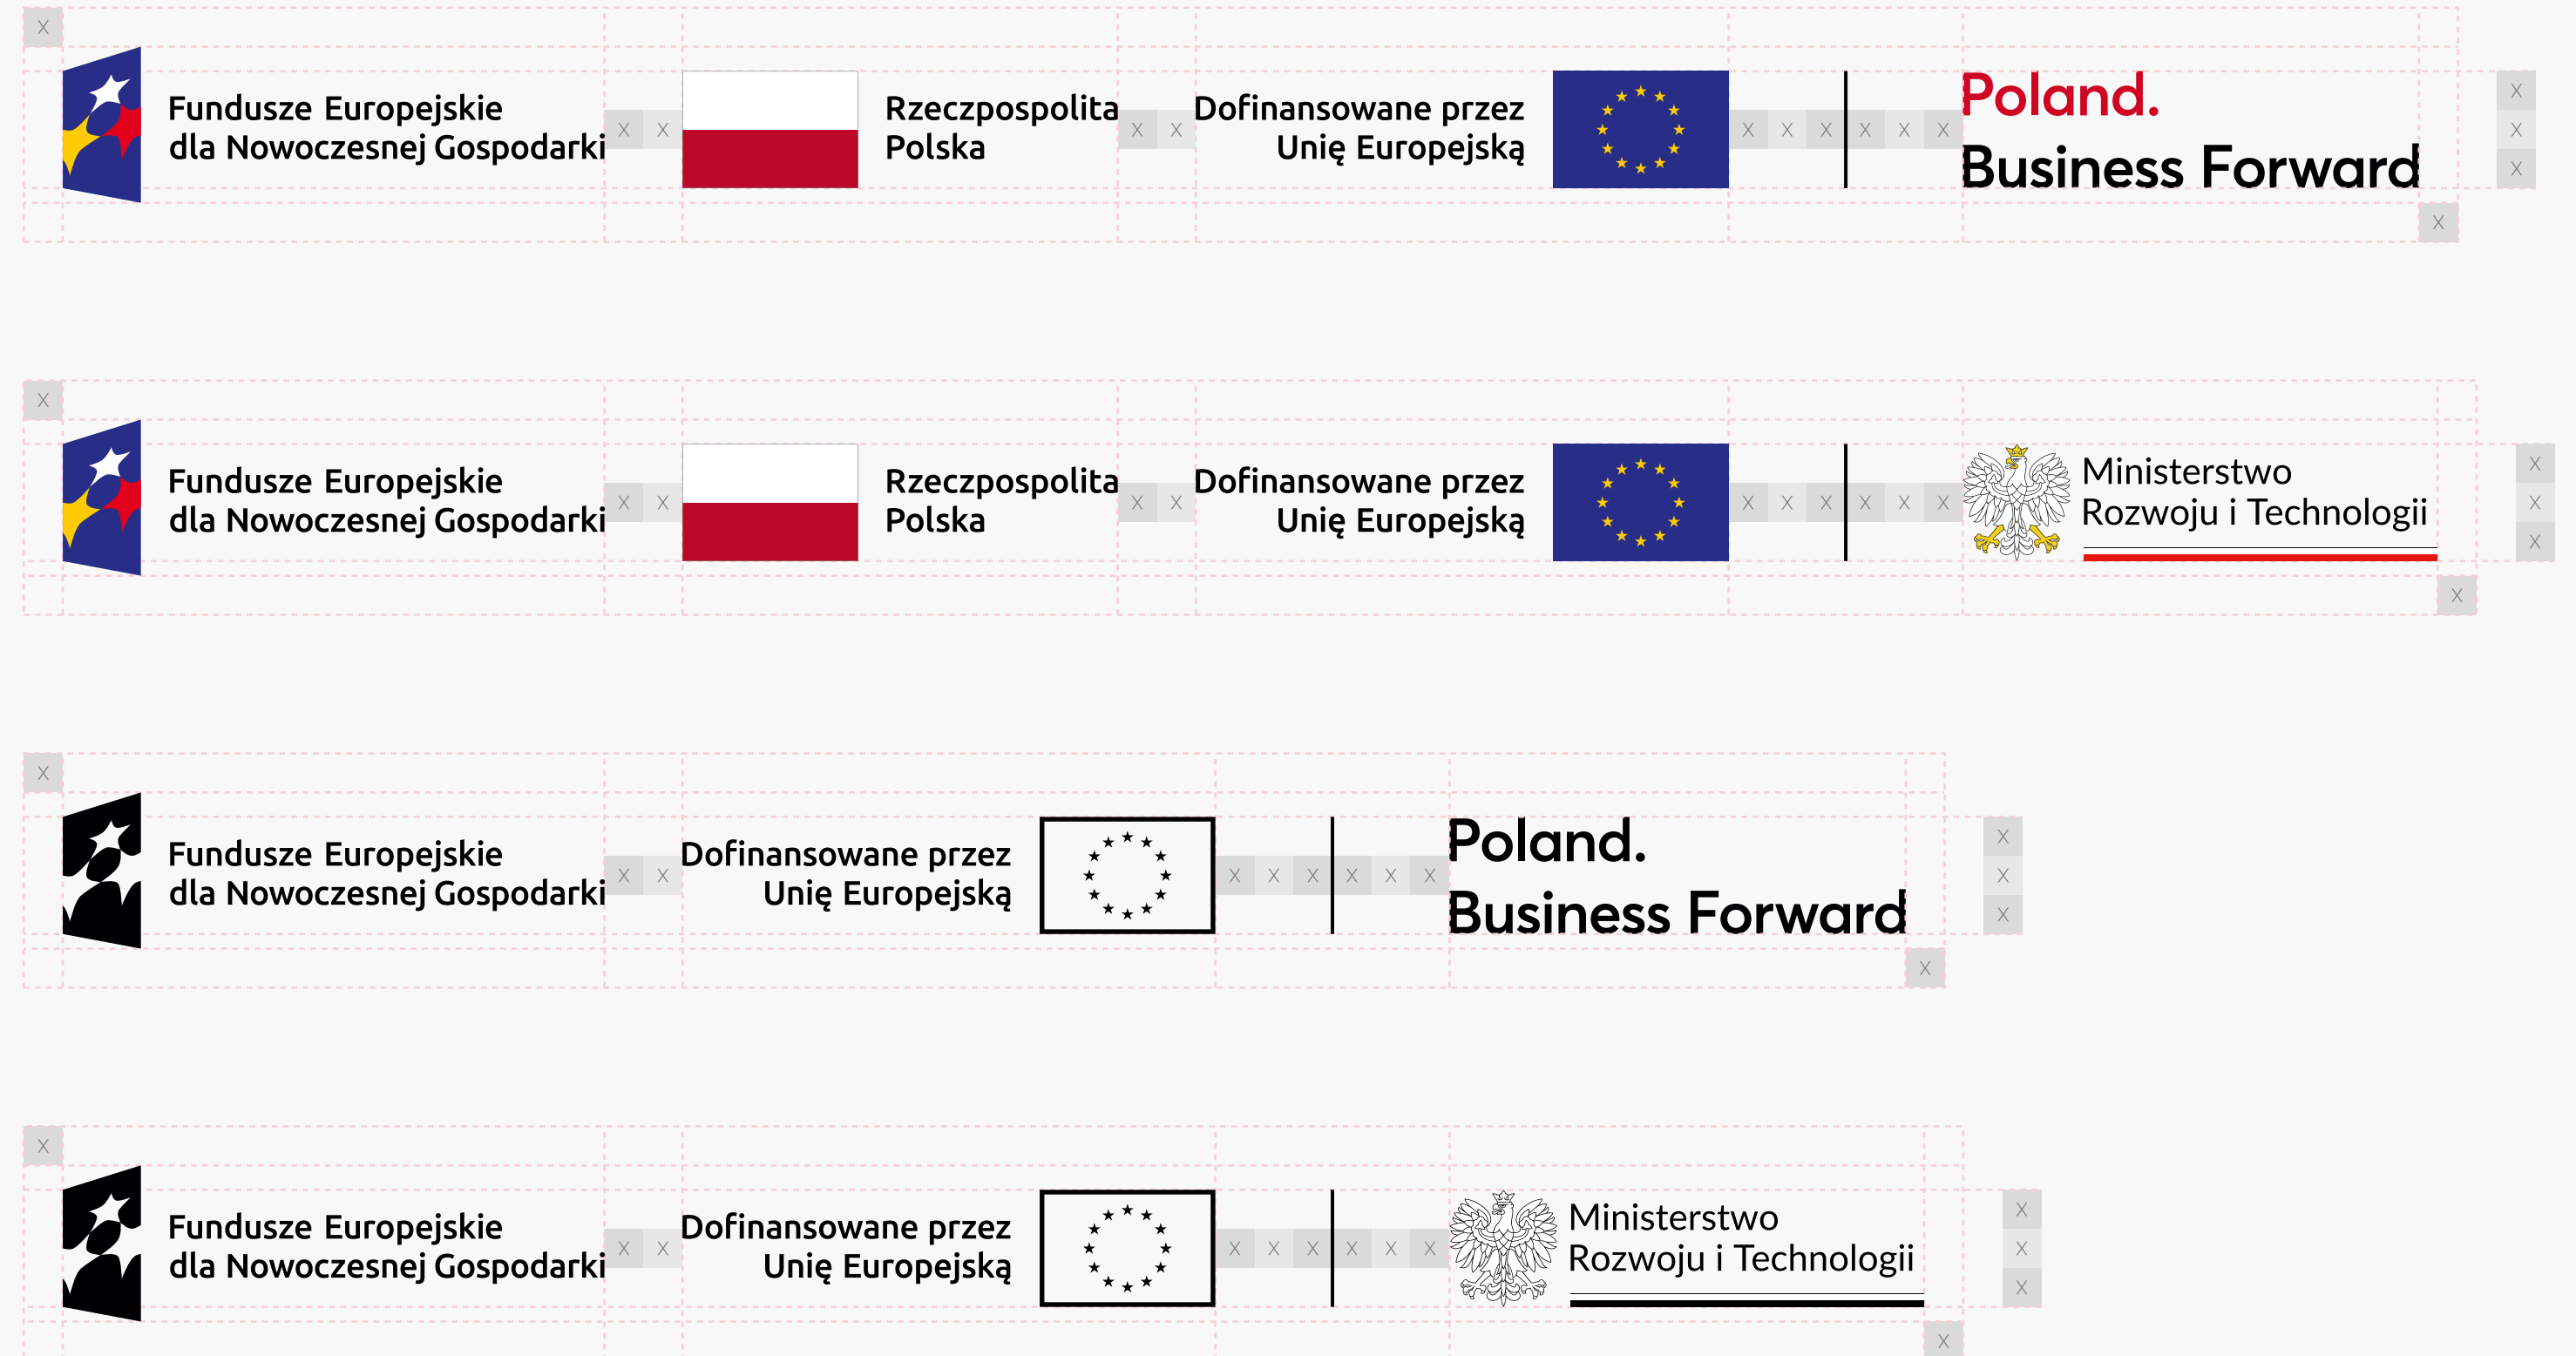 X
Fundusze Europejskie
dla Nowoczesnej Gospodarki
X X
Rzeczpospolita
Polska
X X
Dofinansowane przez
Unię Europejską
X X X X X X
Poland.
Business Forward
X
X
X
X
X
Fundusze Europejskie
dla Nowoczesnej Gospodarki
X X
Rzeczpospolita
Polska
X X
Dofinansowane przez
Unię Europejską
X X X X X X
Ministerstwo
Rozwoju i Technologii
X
X
X
X
X
Fundusze Europejskie
dla Nowoczesnej Gospodarki
X X
Dofinansowane przez
Unię Europejską
X X X X X X
Poland.
Business Forward
X
X
X
X
X
Fundusze Europejskie
dla Nowoczesnej Gospodarki
X X
Dofinansowane przez
Unię Europejską
X X X X X X
Ministerstwo
Rozwoju i Technologii
X
X
X
X